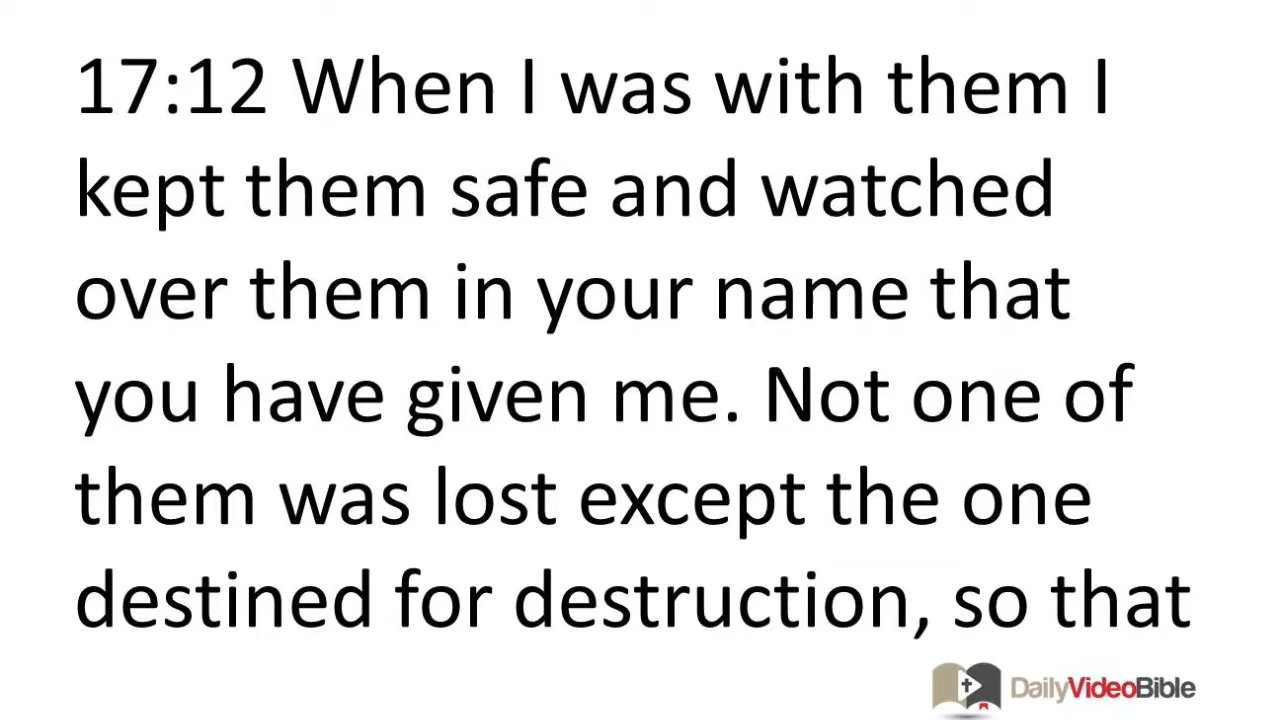 17:12 When I was with them I
kept them safe and watched
over them in your name that
you have given me. Not one of
them was lost except the one
destined for destruction, so that
DailyVideoBible